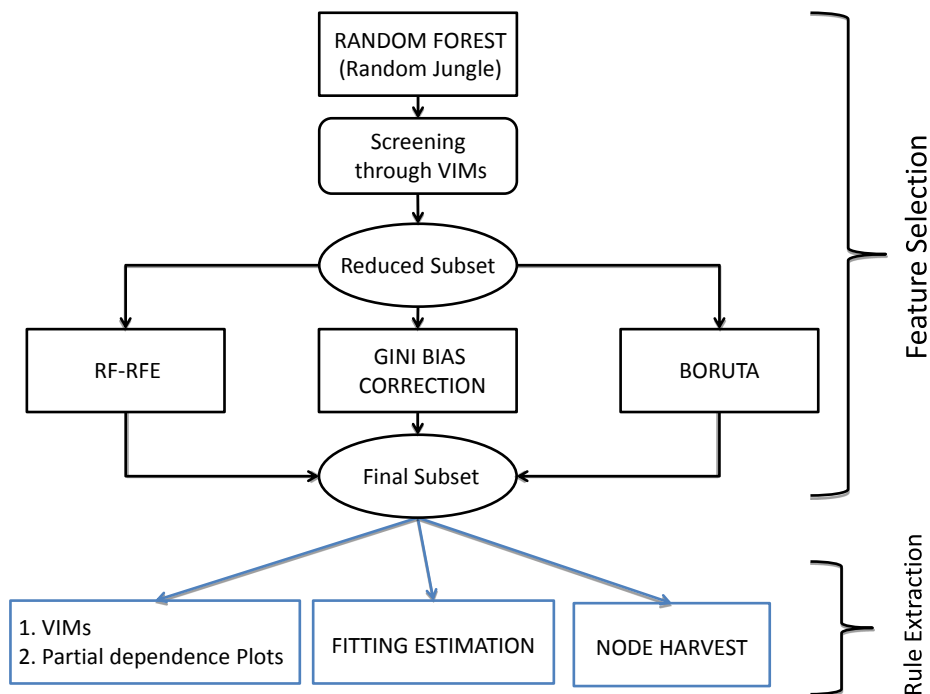 RANDOM FOREST
(Random Jungle)
Screening
through VIMs
Reduced Subset
RF-RFE
GINI BIAS
CORRECTION
BORUTA
Final Subset
Feature Selection
1. VIMs
2. Partial dependence Plots
FITTING ESTIMATION
NODE HARVEST
Rule Extraction